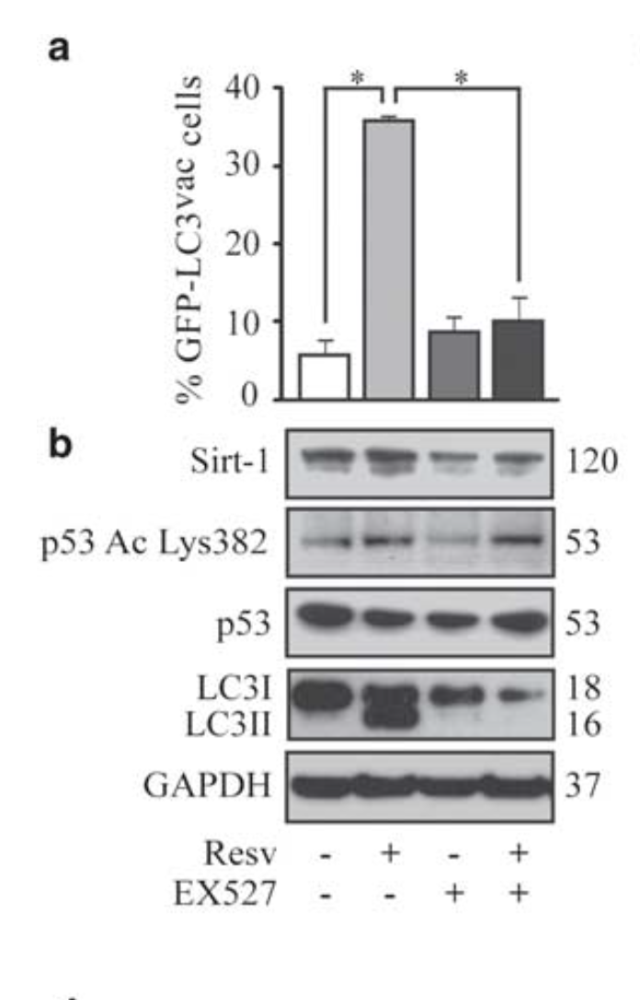 a
% GFP-LC3vac cells
40
30
20
10
0
* *
b
Sirt-1 120
p53 Ac Lys382 53
p53 53
LC3I 18
LC3II 16
GAPDH 37
Resv - + - +
EX527 - - + +